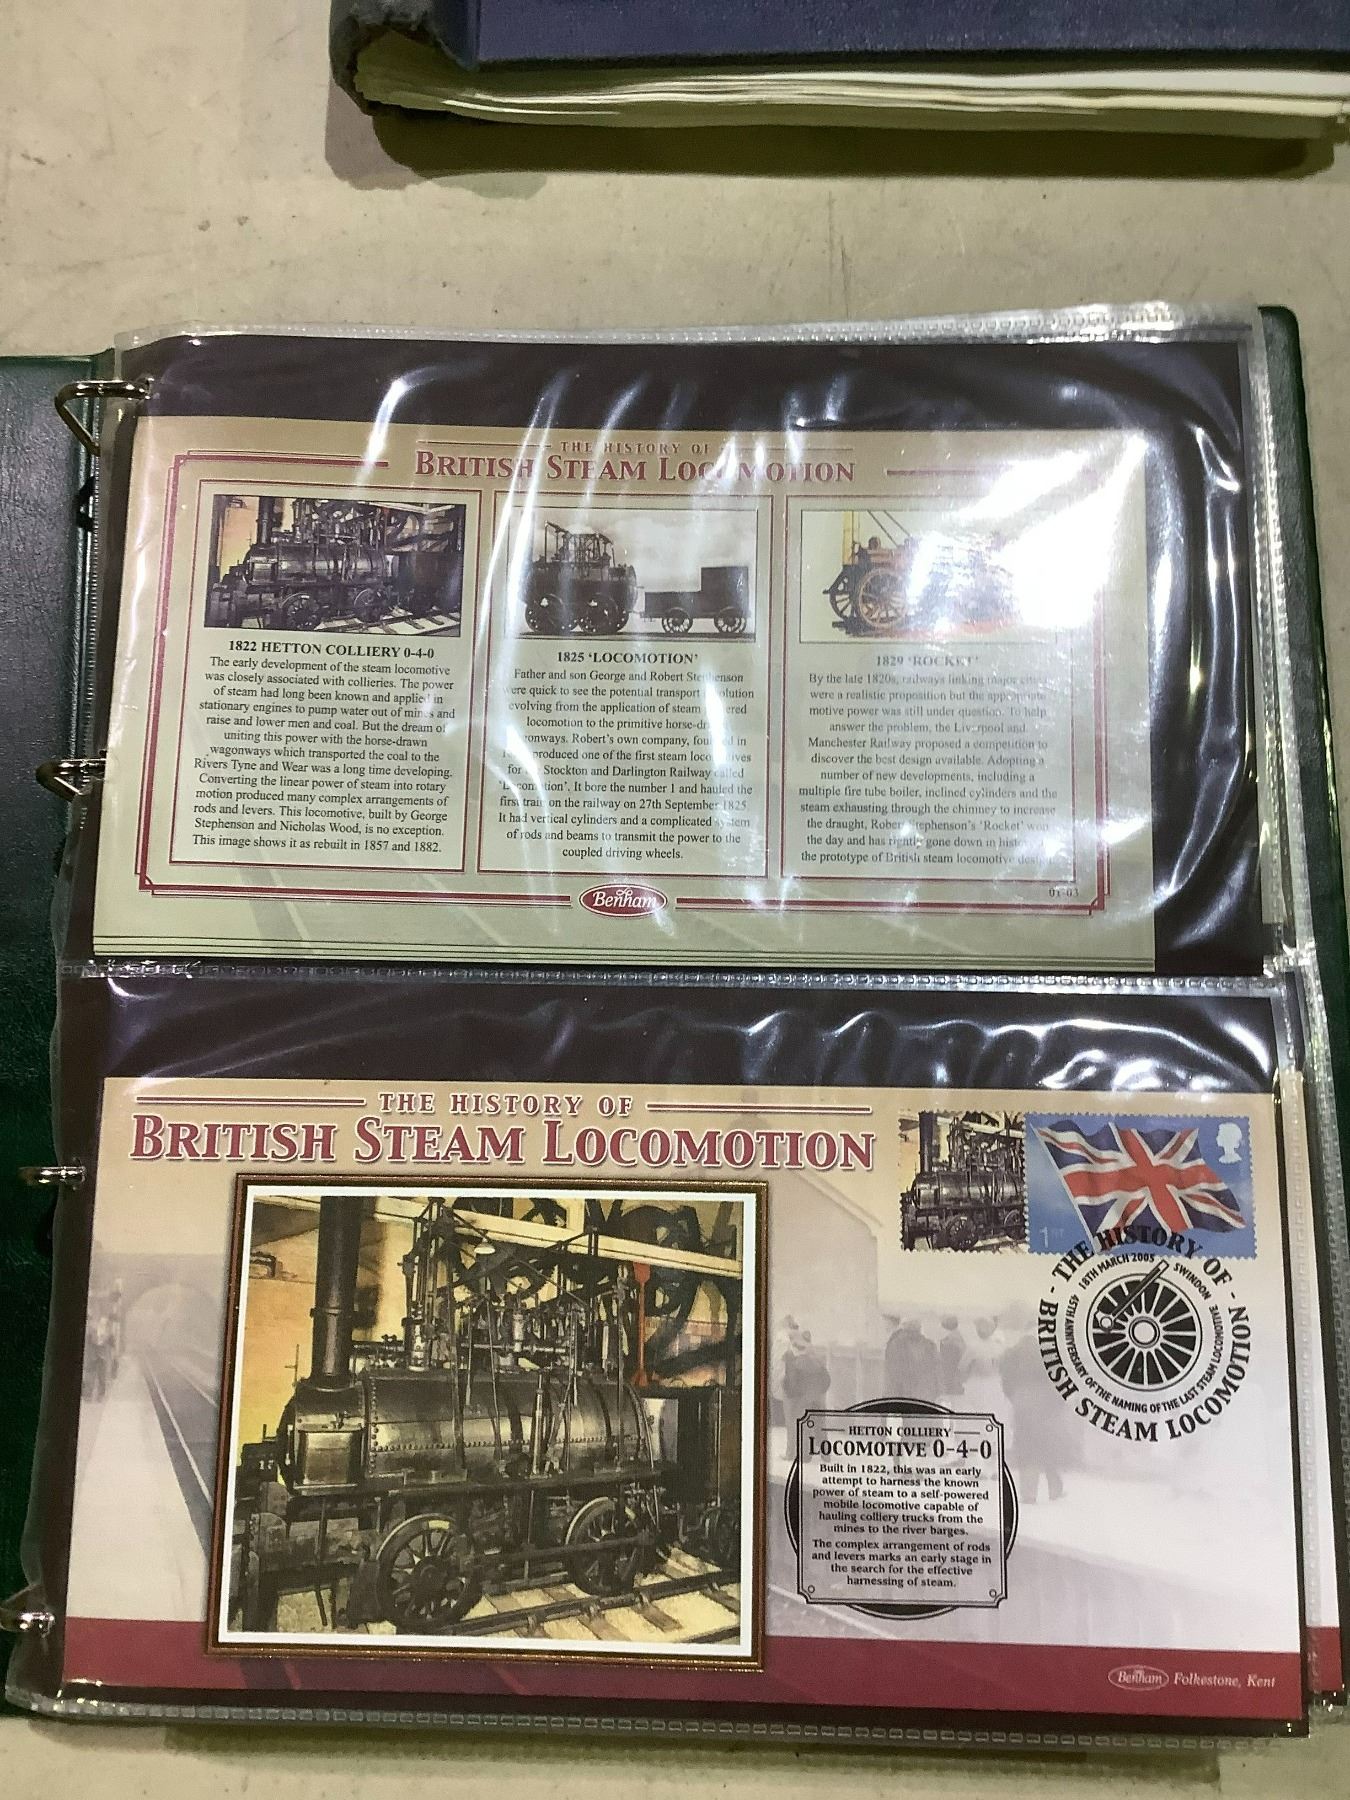 THE HISTORY OF
BRITISH STEAM LOCOMOTION
1822 HETTON COLLIERY 0-4-0
The early development of the steam locomotive
was closely associated with collieries. The power
of steam had long been known and applied in
stationary engines to pump water out of mines and
raise and lower men and coal. But the dream of
uniting this power with the horse-drawn
wagonways which transported the coal to the
Rivers Tyne and Wear was a long time developing.
Converting the linear power of steam into rotary
motion produced many complex arrangements of
rods and levers. This locomotive, built by George
Stephenson and Nicholas Wood, is no exception.
This image shows it as rebuilt in 1857 and 1882.
1825 'LOCOMOTION'
Father and son George and Robert Stephenson
were quick to see the potential transport
evolving from the application of steam
locomotion to the primitive
Robert's own company, in
produced one of the first steam
for Stockton and Darlington Railway called
It bore the number 1 and hauled the
first train on the railway on 27th September 1825.
It had vertical cylinders and a complicated system
of rods and beams to transmit the power to the
coupled driving wheels.
1829 'ROCKET'
By the late 1820s, railways linking major cities
were a realistic proposition but the appropriate
motive power was still under question. To help
answer the problem, the Liverpool and
Manchester Railway proposed a competition to
discover the best design available. Adopting a
number of new developments, including a
multiple fire tube boiler, inclined cylinders and the
steam exhausting through the chimney to increase
the draught, Robert Stephenson's 'Rocket' won
the day and has rightly gone down in history
the prototype of British steam locomotive design.
01-03
Benham
THE HISTORY OF
BRITISH STEAM LOCOMOTION
1ST
THE HISTORY OF
- BRITISH STEAM LOCOMOTION -
18TH MARCH 2005 SWINDON
45TH ANNIVERSARY OF THE NAMING OF THE LAST STEAM LOCOMOTIVE
HETTON COLLIERY
LOCOMOTIVE 0-4-0
Built in 1822, this was an early
attempt to harness the known
power of steam to a self-powered
mobile locomotive capable of
hauling colliery trucks from the
mines to the river barges.
The complex arrangement of rods
and levers marks an early stage in
the search for the effective
harnessing of steam.
Benham Folkestone, Kent